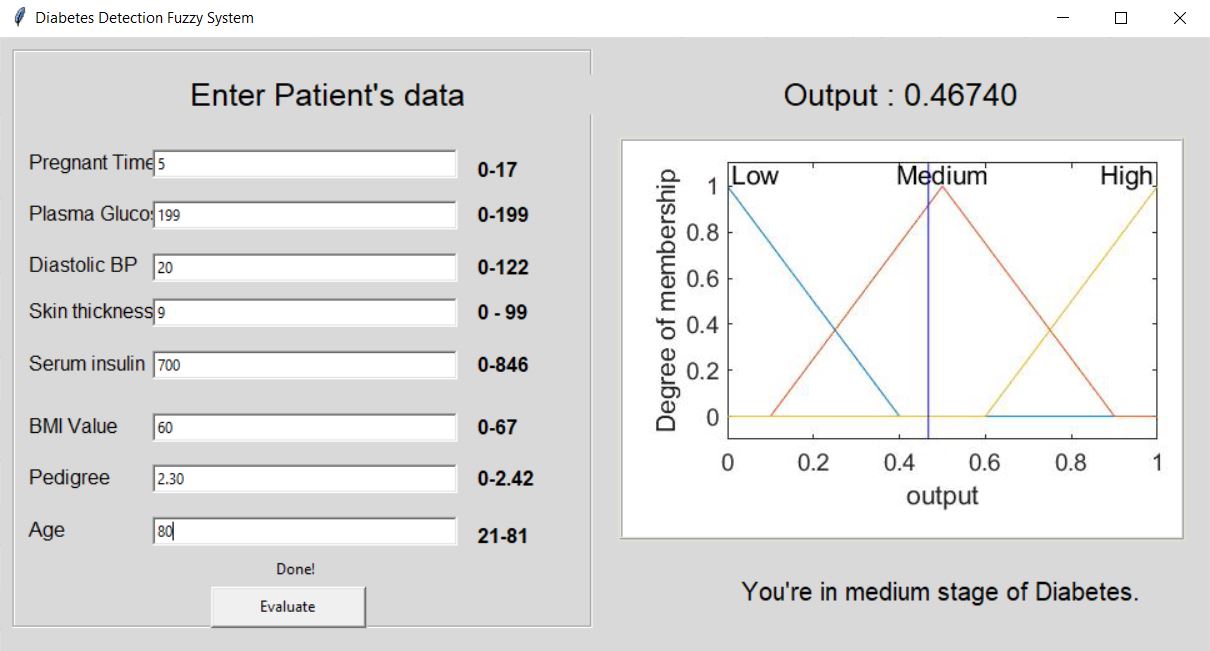 Diabetes Detection Fuzzy System
Enter Patient's data
Pregnant Time 5 0-17
Plasma Glucos 199 0-199
Diastolic BP 20 0-122
Skin thickness 9 0 - 99
Serum insulin 700 0-846
BMI Value 60 0-67
Pedigree 2.30 0-2.42
Age 80 21-81
Done!
Evaluate
Output : 0.46740
Low Medium High
1
0.8
0.6
0.4
0.2
0
Degree of membership
0 0.2 0.4 0.6 0.8 1
output
You're in medium stage of Diabetes.